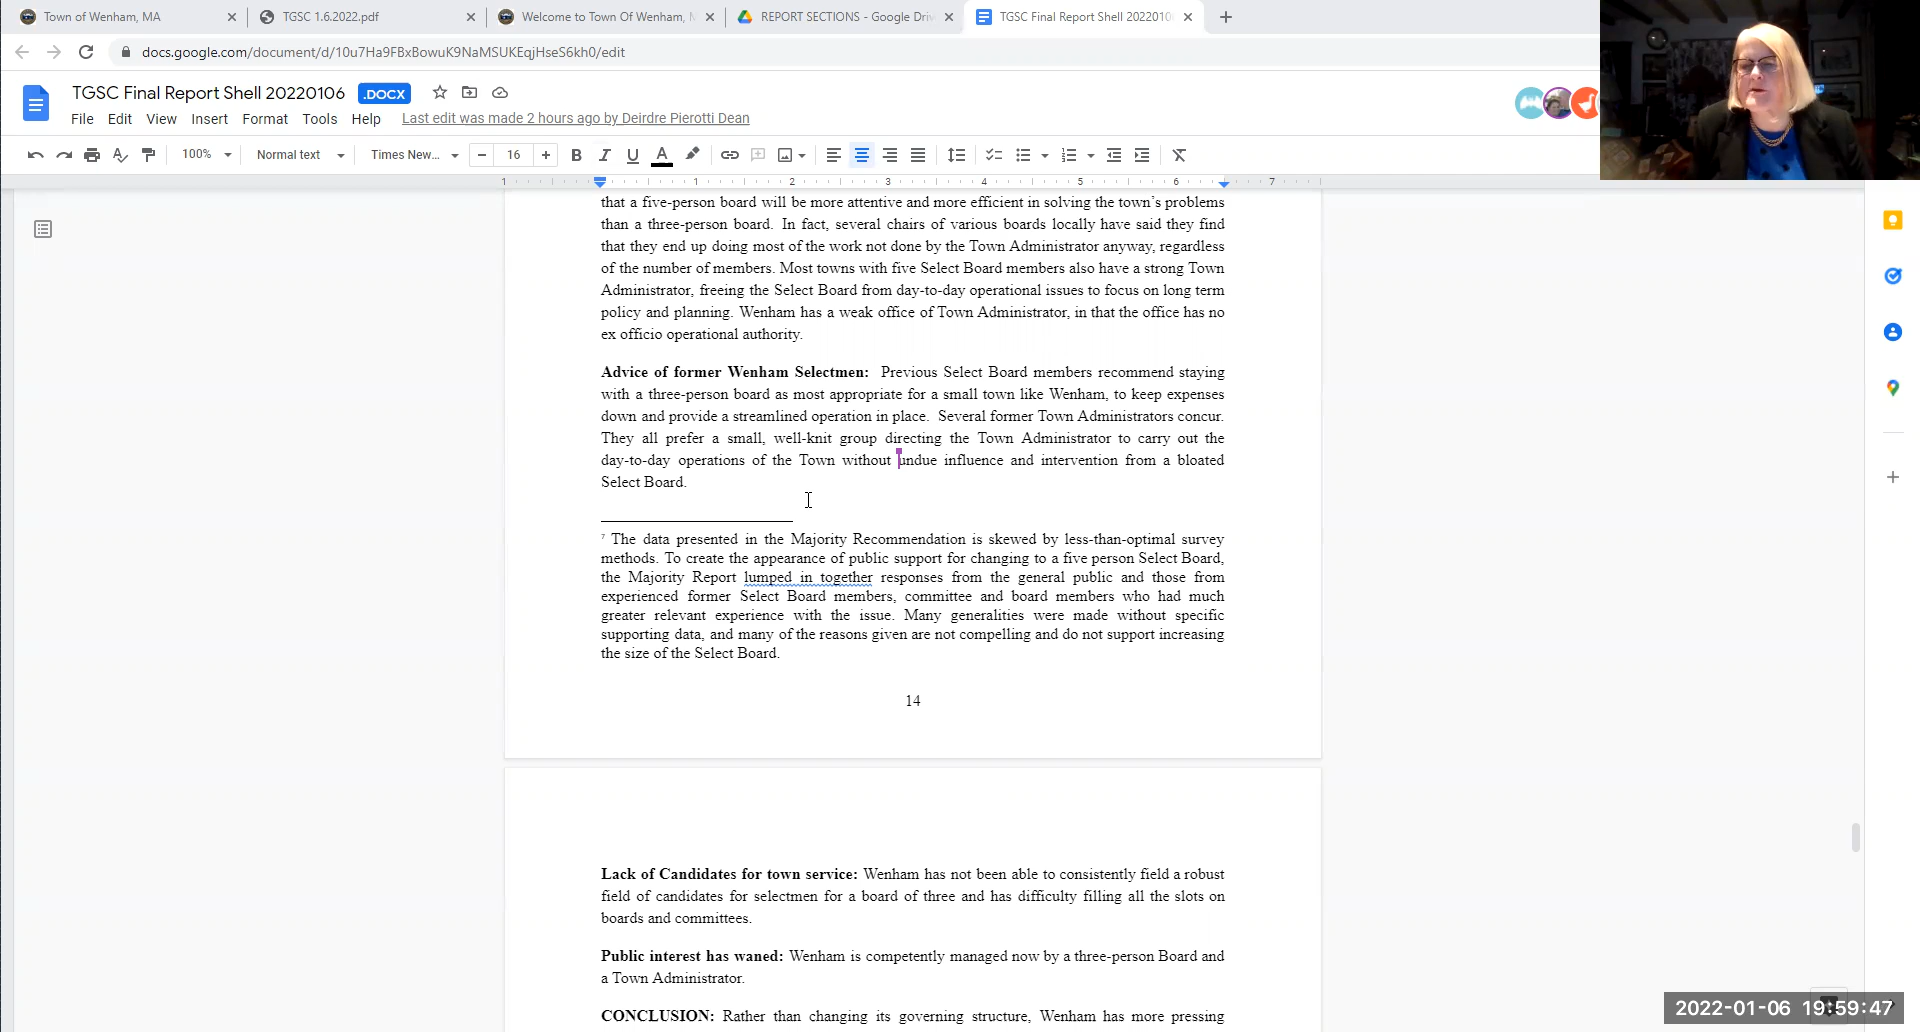 Town of Wenham, MA
TGSC 1.6.2022.pdf
Welcome to Town Of Wenham, M
REPORT SECTIONS - Google Driv
TGSC Final Report Shell 2022010
docs.google.com/document/d/10u7Ha9FBxBowuK9NaMSUKEqjHseS6kh0/edit
TGSC Final Report Shell 20220106 .DOCX
File Edit View Insert Format Tools Help Last edit was made 2 hours ago by Deirdre Pierotti Dean
100% Normal text Times New... 16 B I U A
1 1 2 3 4 5 6 7
that a five-person board will be more attentive and more efficient in solving the town's problems
than a three-person board. In fact, several chairs of various boards locally have said they find
that they end up doing most of the work not done by the Town Administrator anyway, regardless
of the number of members. Most towns with five Select Board members also have a strong Town
Administrator, freeing the Select Board from day-to-day operational issues to focus on long term
policy and planning. Wenham has a weak office of Town Administrator, in that the office has no
ex officio operational authority.
Advice of former Wenham Selectmen: Previous Select Board members recommend staying
with a three-person board as most appropriate for a small town like Wenham, to keep expenses
down and provide a streamlined operation in place. Several former Town Administrators concur.
They all prefer a small, well-knit group directing the Town Administrator to carry out the
day-to-day operations of the Town without undue influence and intervention from a bloated
Select Board.
7 The data presented in the Majority Recommendation is skewed by less-than-optimal survey
methods. To create the appearance of public support for changing to a five person Select Board,
the Majority Report lumped in together responses from the general public and those from
experienced former Select Board members, committee and board members who had much
greater relevant experience with the issue. Many generalities were made without specific
supporting data, and many of the reasons given are not compelling and do not support increasing
the size of the Select Board.
14
Lack of Candidates for town service: Wenham has not been able to consistently field a robust
field of candidates for selectmen for a board of three and has difficulty filling all the slots on
boards and committees.
Public interest has waned: Wenham is competently managed now by a three-person Board and
a Town Administrator.
CONCLUSION: Rather than changing its governing structure, Wenham has more pressing
2022-01-06 19:59:47